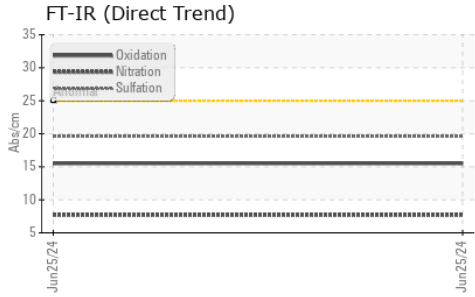 FT-IR (Direct Trend)
35
30
25
20
15
10
5
Abs/cm
Oxidation
Nitration
Sulfation
Abnormal
Jun25/24
Jun25/24